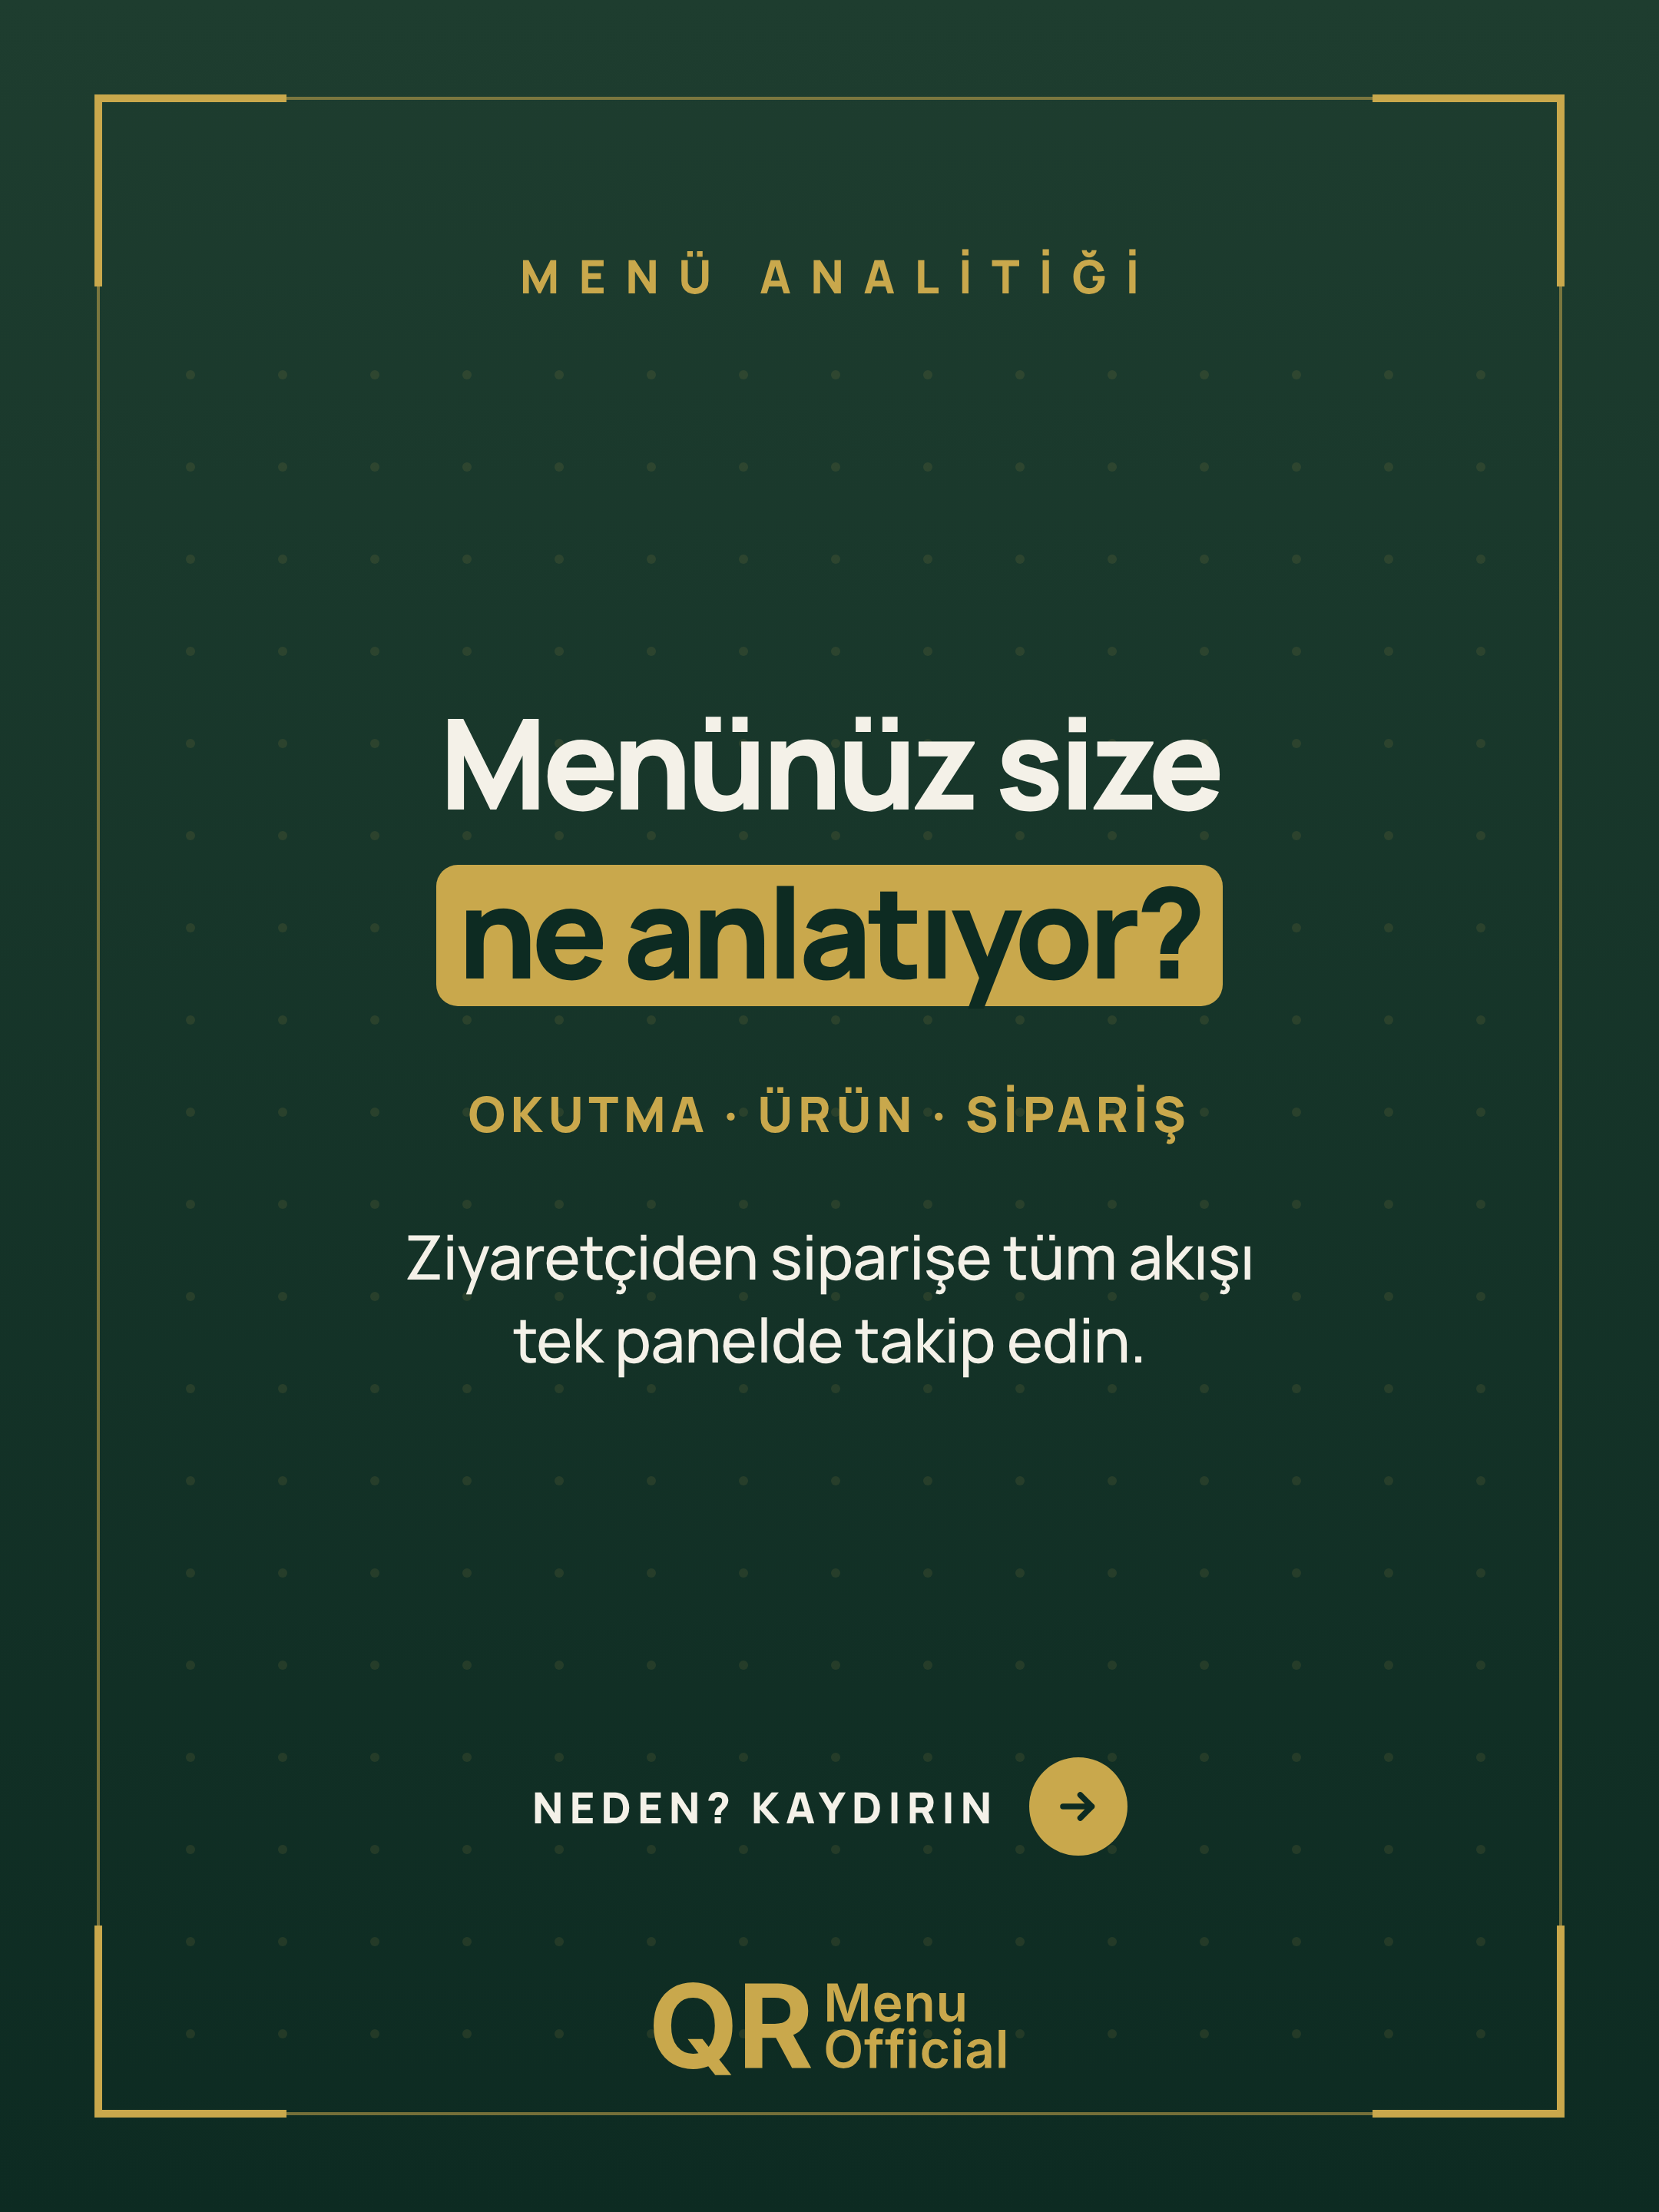 MENÜ ANALİTİĞİ
Menünüz size
ne anlatıyor?
OKUTMA · ÜRÜN · SİPARİŞ
Ziyaretçiden siparişe tüm akışı
tek panelde takip edin.
NEDEN? KAYDIRIN
QR Menu
Official